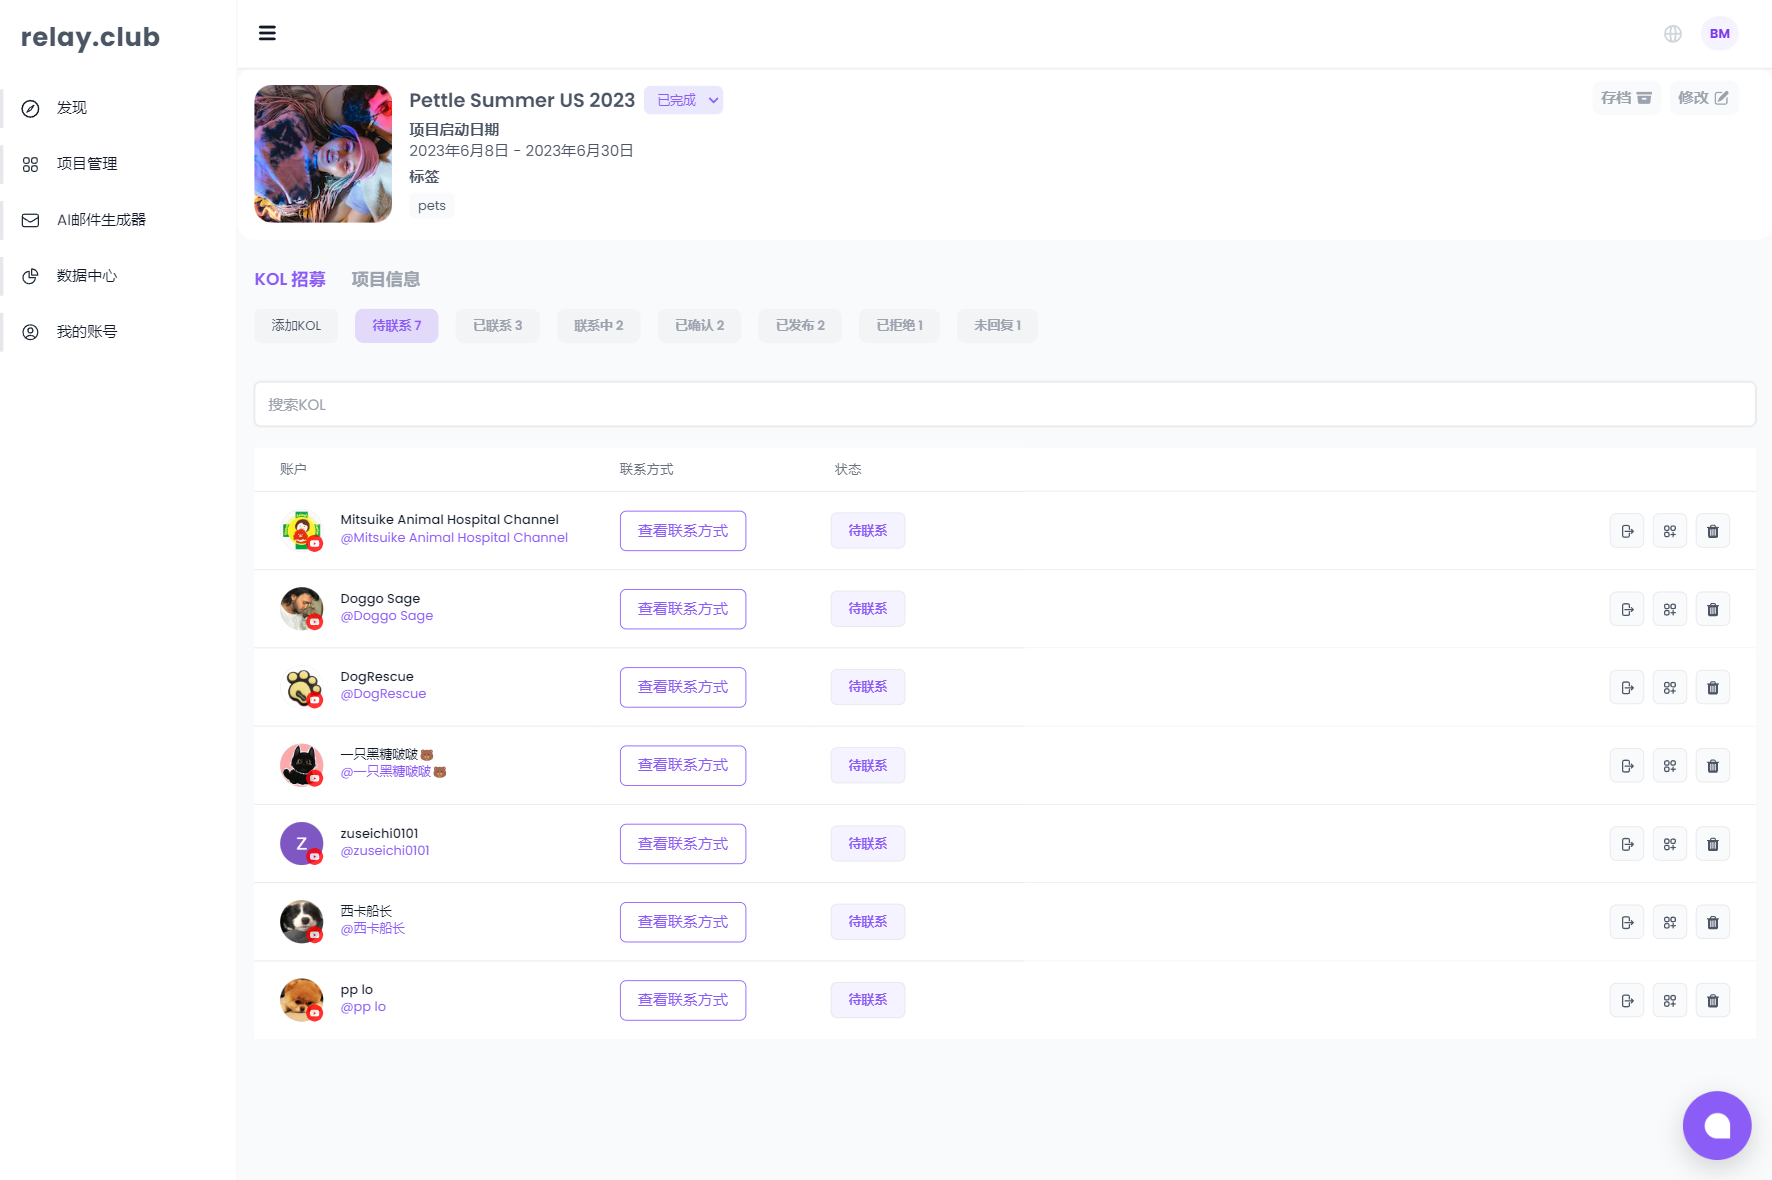 relay.club
BM
发现
项目管理
AI邮件生成器
数据中心
我的账号
Pettle Summer US 2023
已完成
存档
修改
项目启动日期
2023年6月8日 - 2023年6月30日
标签
pets
KOL 招募
项目信息
添加KOL
待联系 7
已联系 3
联系中 2
已确认 2
已发布 2
已拒绝 1
未回复 1
搜索KOL
账户
联系方式
状态
Mitsuike Animal Hospital Channel
@Mitsuike Animal Hospital Channel
查看联系方式
待联系
Doggo Sage
@Doggo Sage
查看联系方式
待联系
DogRescue
@DogRescue
查看联系方式
待联系
一只黑糖啵啵🐻
@一只黑糖啵啵🐻
查看联系方式
待联系
Z
zuseichi0101
@zuseichi0101
查看联系方式
待联系
西卡船长
@西卡船长
查看联系方式
待联系
pp lo
@pp lo
查看联系方式
待联系